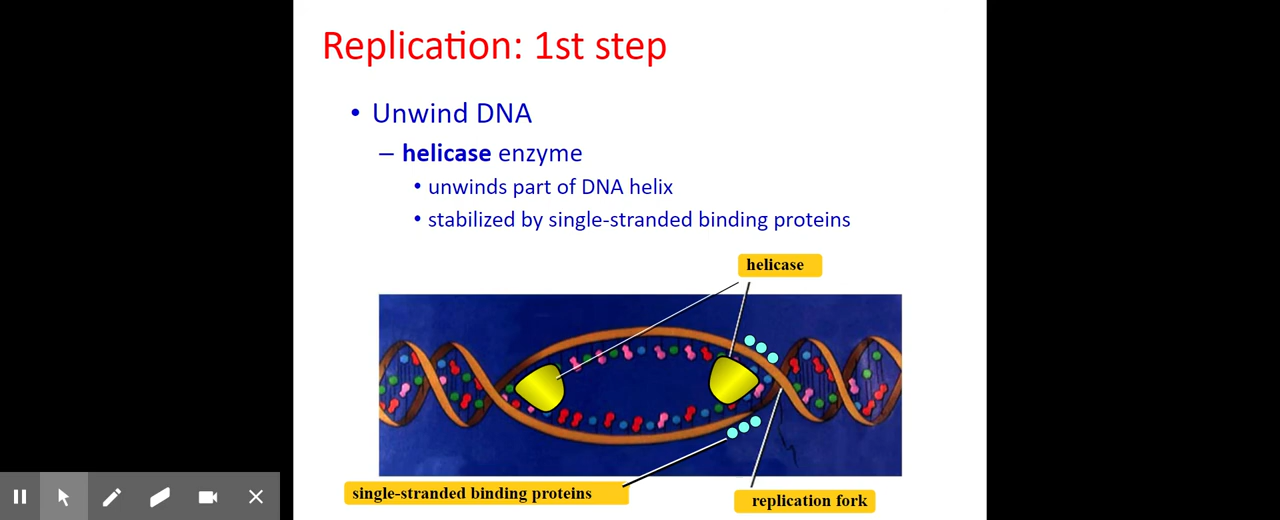 Replication: 1st step
• Unwind DNA
– helicase enzyme
• unwinds part of DNA helix
• stabilized by single-stranded binding proteins
helicase
single-stranded binding proteins
replication fork